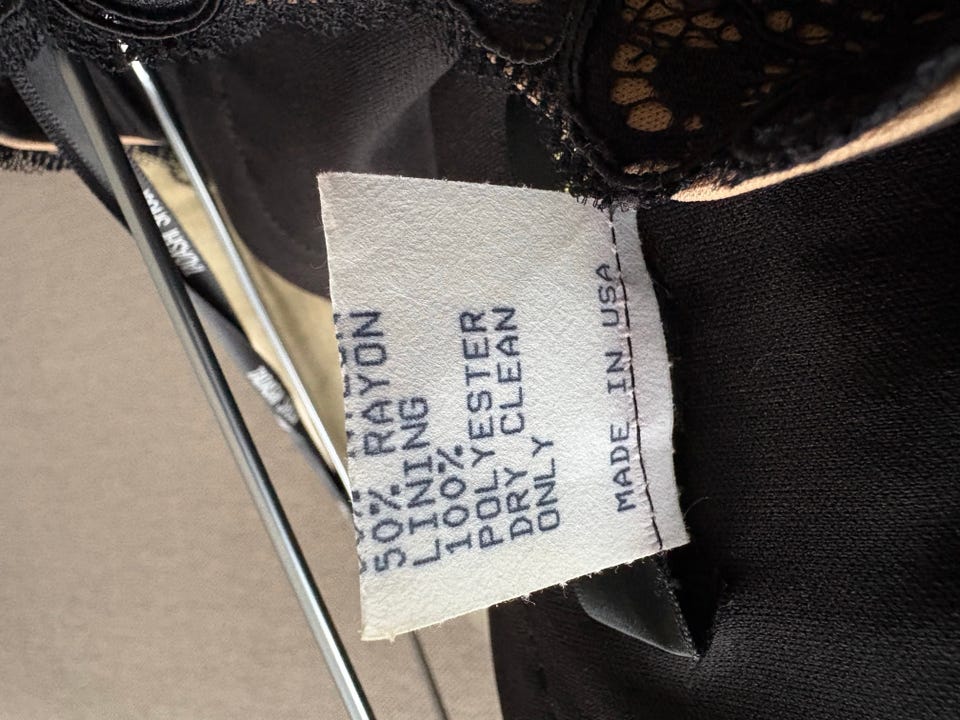 50% RAYON
LINING
100%
POLYESTER
DRY CLEAN
ONLY
MADE IN USA